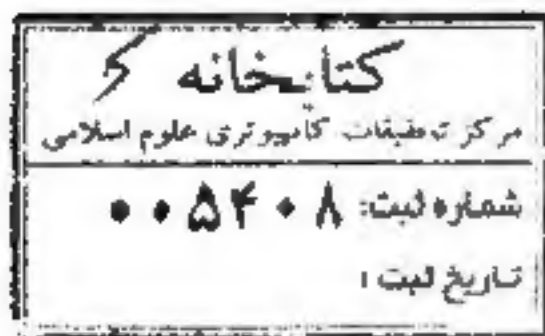 کتابخانه
مرکز تحقیقات کامپیوتری علوم اسلامی
شماره ثبت: ۰۰۵۴۰۸
تاریخ ثبت: